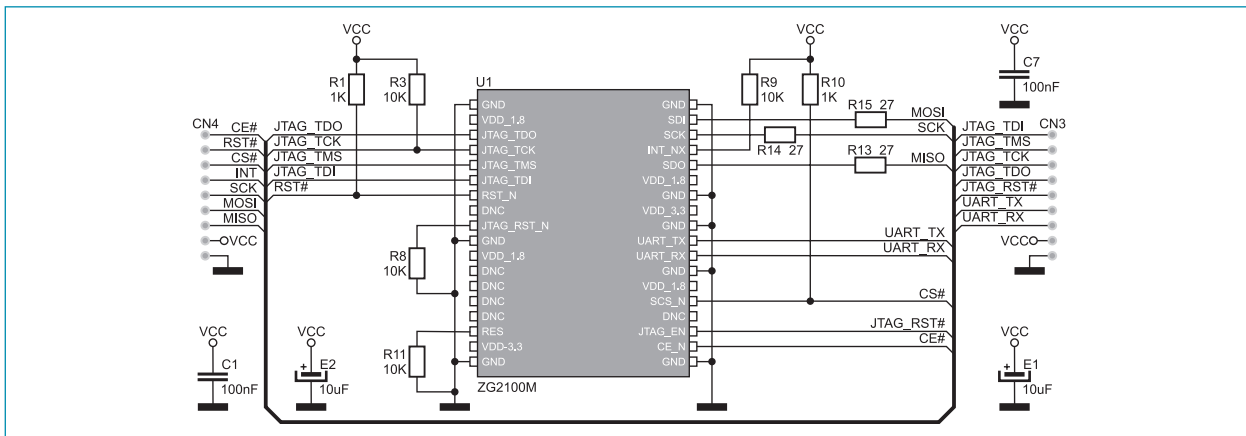 VCC
VCC
VCC
R1
1K
R3
10K
U1
R9
10K
R10
1K
C7
100nF
R15 27
R14 27
R13 27
CN4
CE#
RST#
CS#
INT
SCK
MOSI
MISO
VCC
JTAG_TDO
JTAG_TCK
JTAG_TMS
JTAG_TDI
RST#
GND
VDD_1.8
JTAG_TDO
JTAG_TCK
JTAG_TMS
JTAG_TDI
RST_N
DNC
JTAG_RST_N
GND
VDD_1.8
DNC
DNC
DNC
DNC
RES
VDD-3.3
GND
GND
SDI
SCK
INT_NX
SDO
VDD_1.8
GND
VDD_3.3
GND
UART_TX
UART_RX
GND
VDD_1.8
SCS_N
DNC
JTAG_EN
CE_N
GND
MOSI
SCK
MISO
UART_TX
UART_RX
CS#
JTAG_RST#
CE#
CN3
JTAG_TDI
JTAG_TMS
JTAG_TCK
JTAG_TDO
JTAG_RST#
UART_TX
UART_RX
VCC
R8
10K
R11
10K
VCC
C1
100nF
VCC
+
E2
10uF
ZG2100M
VCC
+
E1
10uF